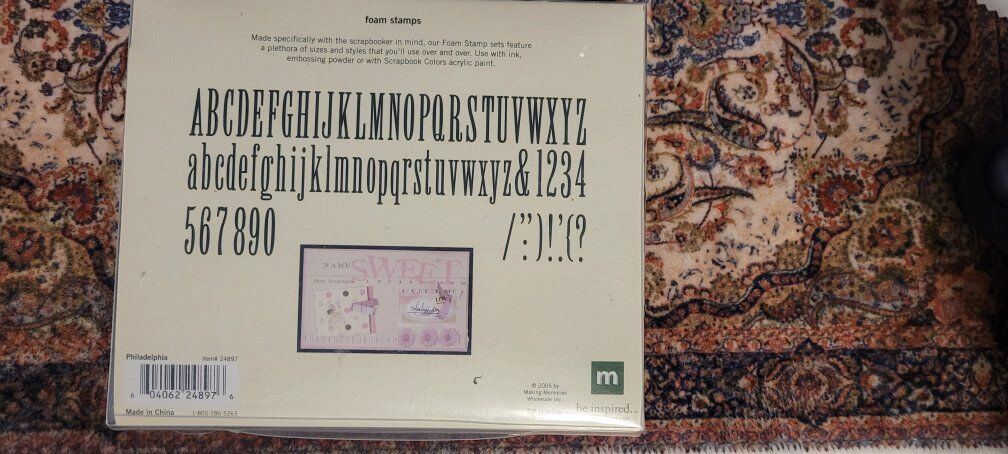 foam stamps
Made specifically with the scrapbooker in mind, our Foam Stamp sets feature
a plethora of sizes and styles that you'll use over and over. Use with ink,
embossing powder or with Scrapbook Colors acrylic paint.
ABCDEFGHIJKLMNOPQRSTUVWXYZ
abcdefghijklmnopqrstuvwxyz&1234
567890 /":)!.'(?
NAME SWEET
Philadelphia Item# 24897
6 04062 24897 6
Made in China 1-800-286 5263
© 2005 by
Making Memories
Wholesale Inc.
m
be inspired.™